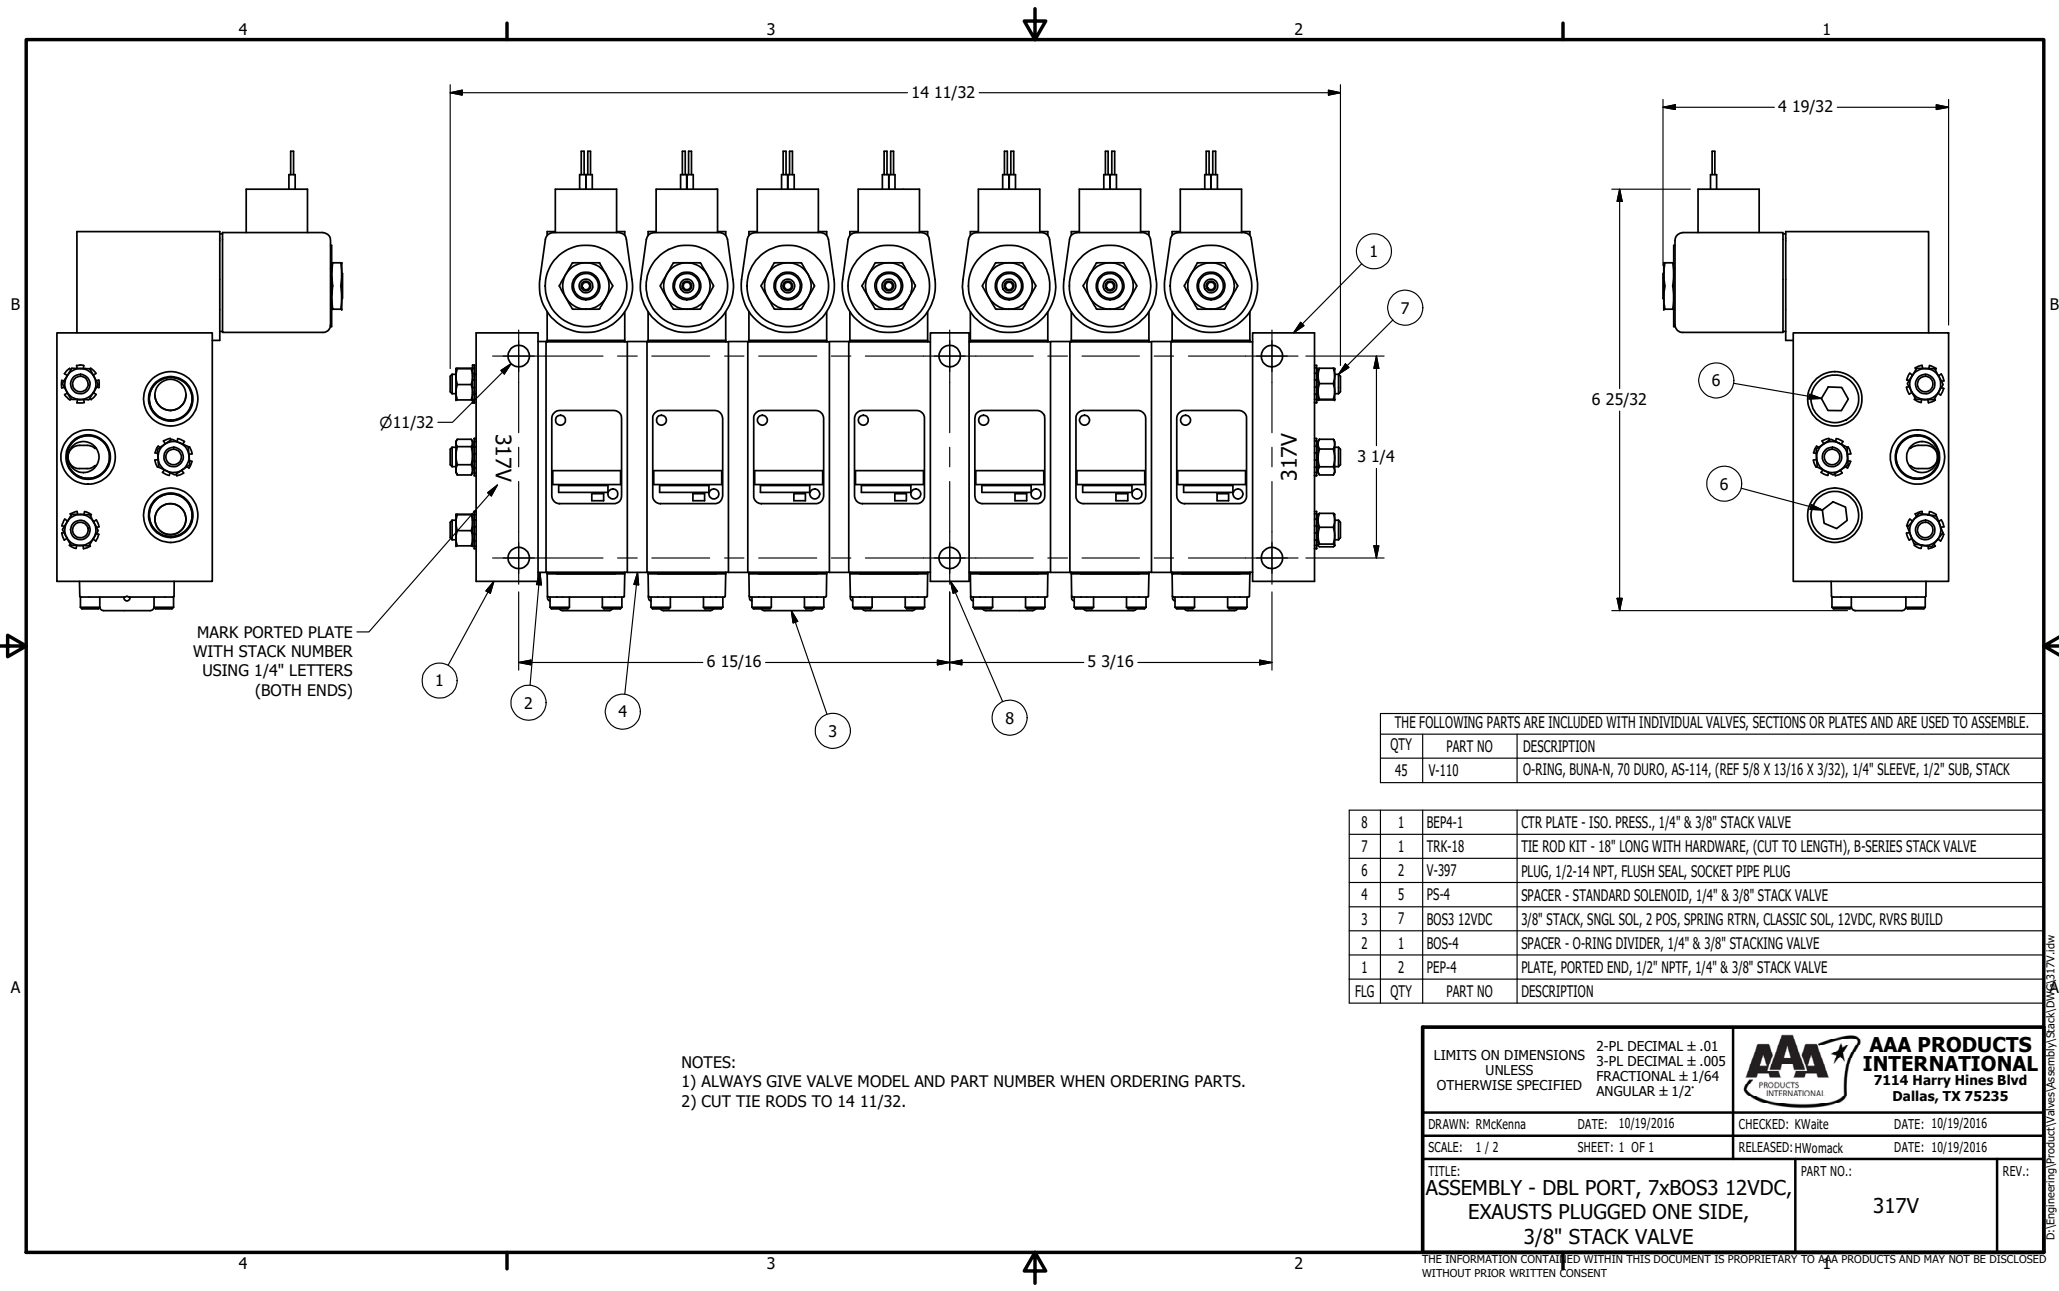 4 3 2 1
14 11/32
4 19/32
1
7
B
B
6
6 25/32
Ø11/32
317V
317V
3 1/4
6
MARK PORTED PLATE
WITH STACK NUMBER
USING 1/4" LETTERS
(BOTH ENDS)
6 15/16
5 3/16
1
2
4
3
8
THE FOLLOWING PARTS ARE INCLUDED WITH INDIVIDUAL VALVES, SECTIONS OR PLATES AND ARE USED TO ASSEMBLE.
QTY PART NO DESCRIPTION
45 V-110 O-RING, BUNA-N, 70 DURO, AS-114, (REF 5/8 X 13/16 X 3/32), 1/4" SLEEVE, 1/2" SUB, STACK
8 1 BEP4-1 CTR PLATE - ISO. PRESS., 1/4" & 3/8" STACK VALVE
7 1 TRK-18 TIE ROD KIT - 18" LONG WITH HARDWARE, (CUT TO LENGTH), B-SERIES STACK VALVE
6 2 V-397 PLUG, 1/2-14 NPT, FLUSH SEAL, SOCKET PIPE PLUG
4 5 PS-4 SPACER - STANDARD SOLENOID, 1/4" & 3/8" STACK VALVE
3 7 BOS3 12VDC 3/8" STACK, SNGL SOL, 2 POS, SPRING RTRN, CLASSIC SOL, 12VDC, RVRS BUILD
2 1 BOS-4 SPACER - O-RING DIVIDER, 1/4" & 3/8" STACKING VALVE
1 2 PEP-4 PLATE, PORTED END, 1/2" NPTF, 1/4" & 3/8" STACK VALVE
FLG QTY PART NO DESCRIPTION
A
A
D:\Engineering\Product\Valves\Assembly\Stack\DWG\317V.idw
NOTES:
1) ALWAYS GIVE VALVE MODEL AND PART NUMBER WHEN ORDERING PARTS.
2) CUT TIE RODS TO 14 11/32.
LIMITS ON DIMENSIONS
UNLESS
OTHERWISE SPECIFIED
2-PL DECIMAL ± .01
3-PL DECIMAL ± .005
FRACTIONAL ± 1/64
ANGULAR ± 1/2°
AAA
PRODUCTS
INTERNATIONAL
AAA PRODUCTS
INTERNATIONAL
7114 Harry Hines Blvd
Dallas, TX 75235
DRAWN: RMcKenna DATE: 10/19/2016 CHECKED: KWaite DATE: 10/19/2016
SCALE: 1 / 2 SHEET: 1 OF 1 RELEASED: HWomack DATE: 10/19/2016
TITLE:
ASSEMBLY - DBL PORT, 7xBOS3 12VDC,
EXAUSTS PLUGGED ONE SIDE,
3/8" STACK VALVE
PART NO.:
317V
REV.:
4 3 2 1
THE INFORMATION CONTAINED WITHIN THIS DOCUMENT IS PROPRIETARY TO AAA PRODUCTS AND MAY NOT BE DISCLOSED
WITHOUT PRIOR WRITTEN CONSENT